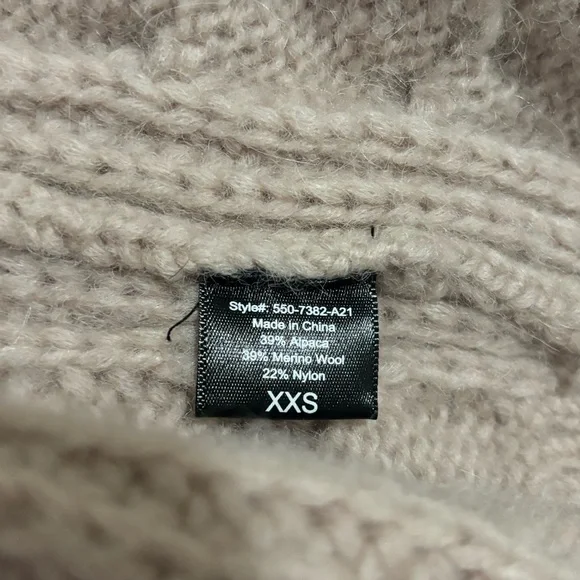 Style#: 550-7382-A21
Made in China
39% Alpaca
39% Merino Wool
22% Nylon
XXS